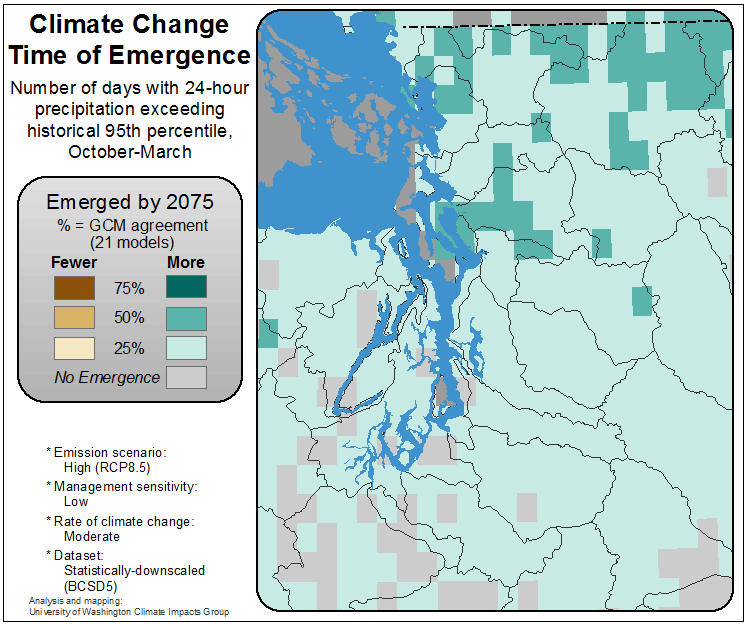 Climate Change
Time of Emergence
Number of days with 24-hour
precipitation exceeding
historical 95th percentile,
October-March
Emerged by 2075
% = GCM agreement
(21 models)
Fewer More
75%
50%
25%
No Emergence
* Emission scenario:
High (RCP8.5)
* Management sensitivity:
Low
* Rate of climate change:
Moderate
* Dataset:
Statistically-downscaled
(BCSD5)
Analysis and mapping:
University of Washington Climate Impacts Group